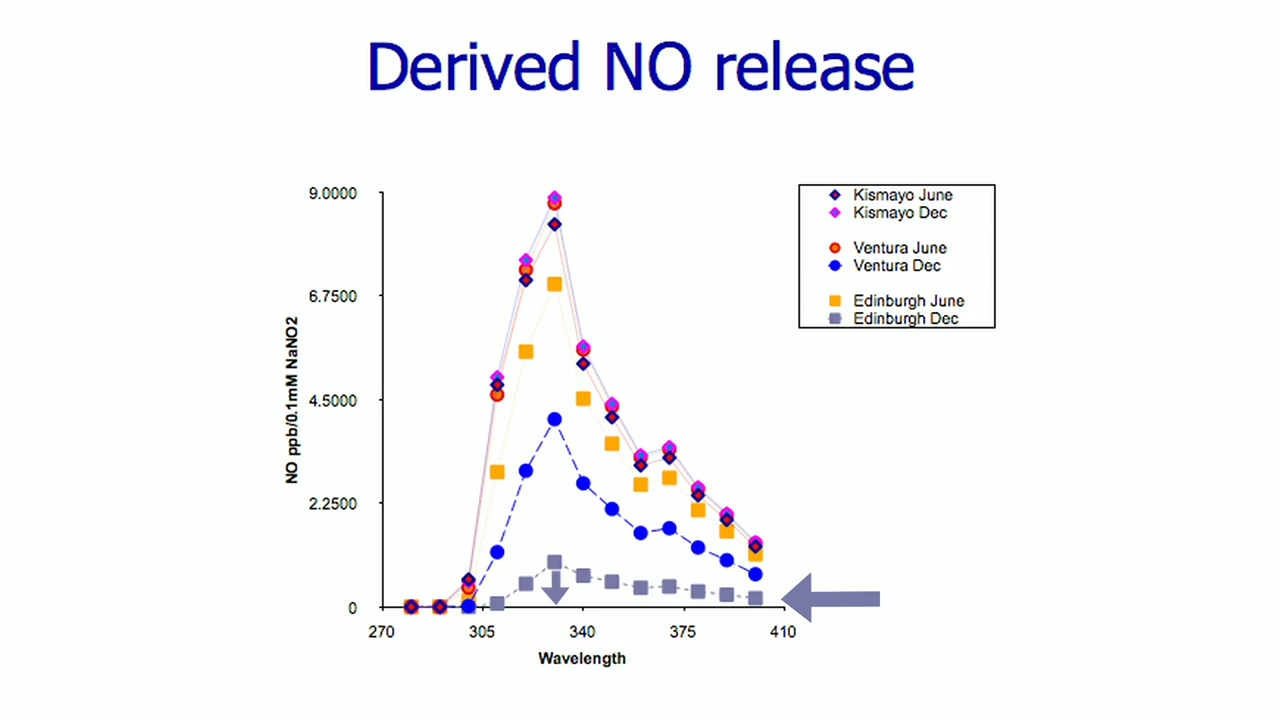 Derived NO release
9.0000
6.7500
4.5000
2.2500
0
NO ppb/0.1mM NaNO2
270
305
340
375
410
Wavelength
Kismayo June
Kismayo Dec
Ventura June
Ventura Dec
Edinburgh June
Edinburgh Dec